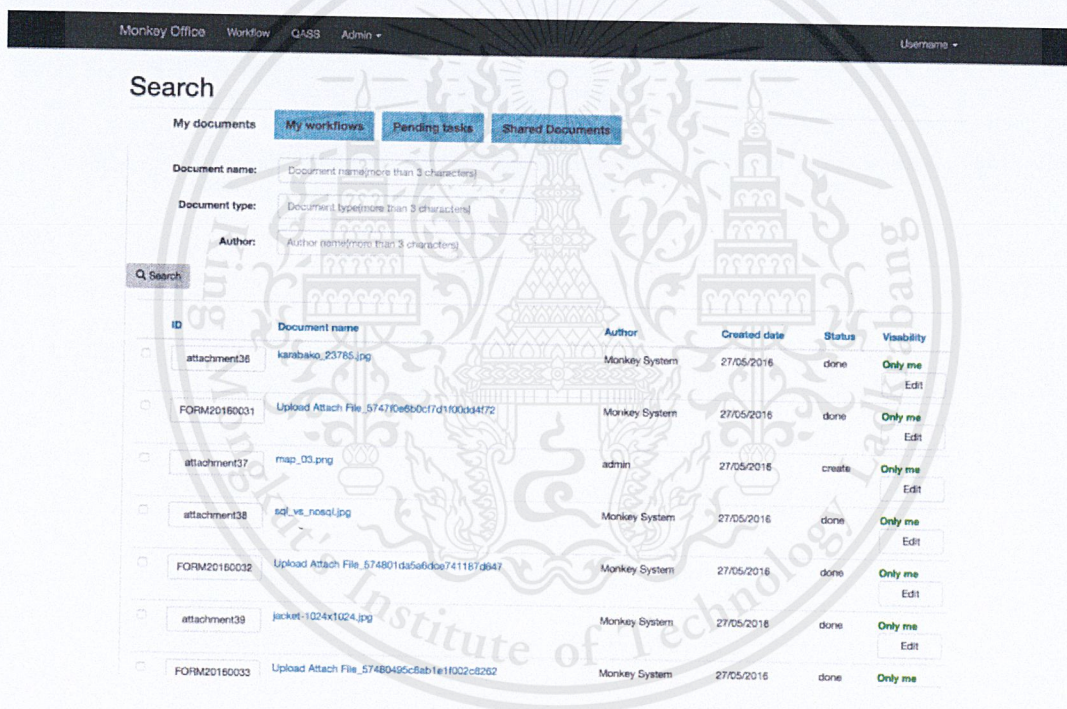 Monkey Office Workflow QASS Admin Username
Search
My documents My workflows Pending tasks Shared Documents
Document name: Document name(more than 3 characters)
Document type: Document type(more than 3 characters)
Author: Author name(more than 3 characters)
Search
ID Document name Author Created date Status Visability
attachment36 karabako_23765.jpg Monkey System 27/05/2016 done Only me
Edit
FORM20160031 Upload Attach File_5747f0e6b0cf7d1f00dd4f72 Monkey System 27/05/2016 done Only me
Edit
attachment37 map_03.png admin 27/05/2016 create Only me
Edit
attachment38 sql_vs_nosql.jpg Monkey System 27/05/2016 done Only me
Edit
FORM20160032 Upload Attach File_574801da5a6dce741187d647 Monkey System 27/05/2016 done Only me
Edit
attachment39 jacket-1024x1024.jpg Monkey System 27/05/2016 done Only me
Edit
FORM20160033 Upload Attach File_57480495c8ab1e1f002c8262 Monkey System 27/05/2016 done Only me
King Mongkut's Institute of Technology Ladkrabang